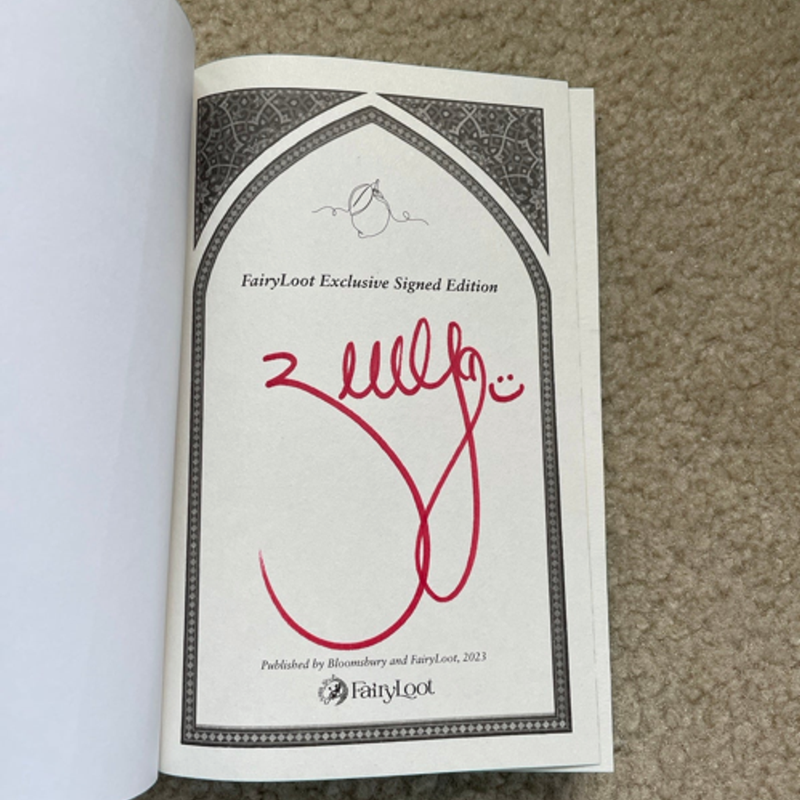 FairyLoot Exclusive Signed Edition
Published by Bloomsbury and FairyLoot, 2023
FairyLoot